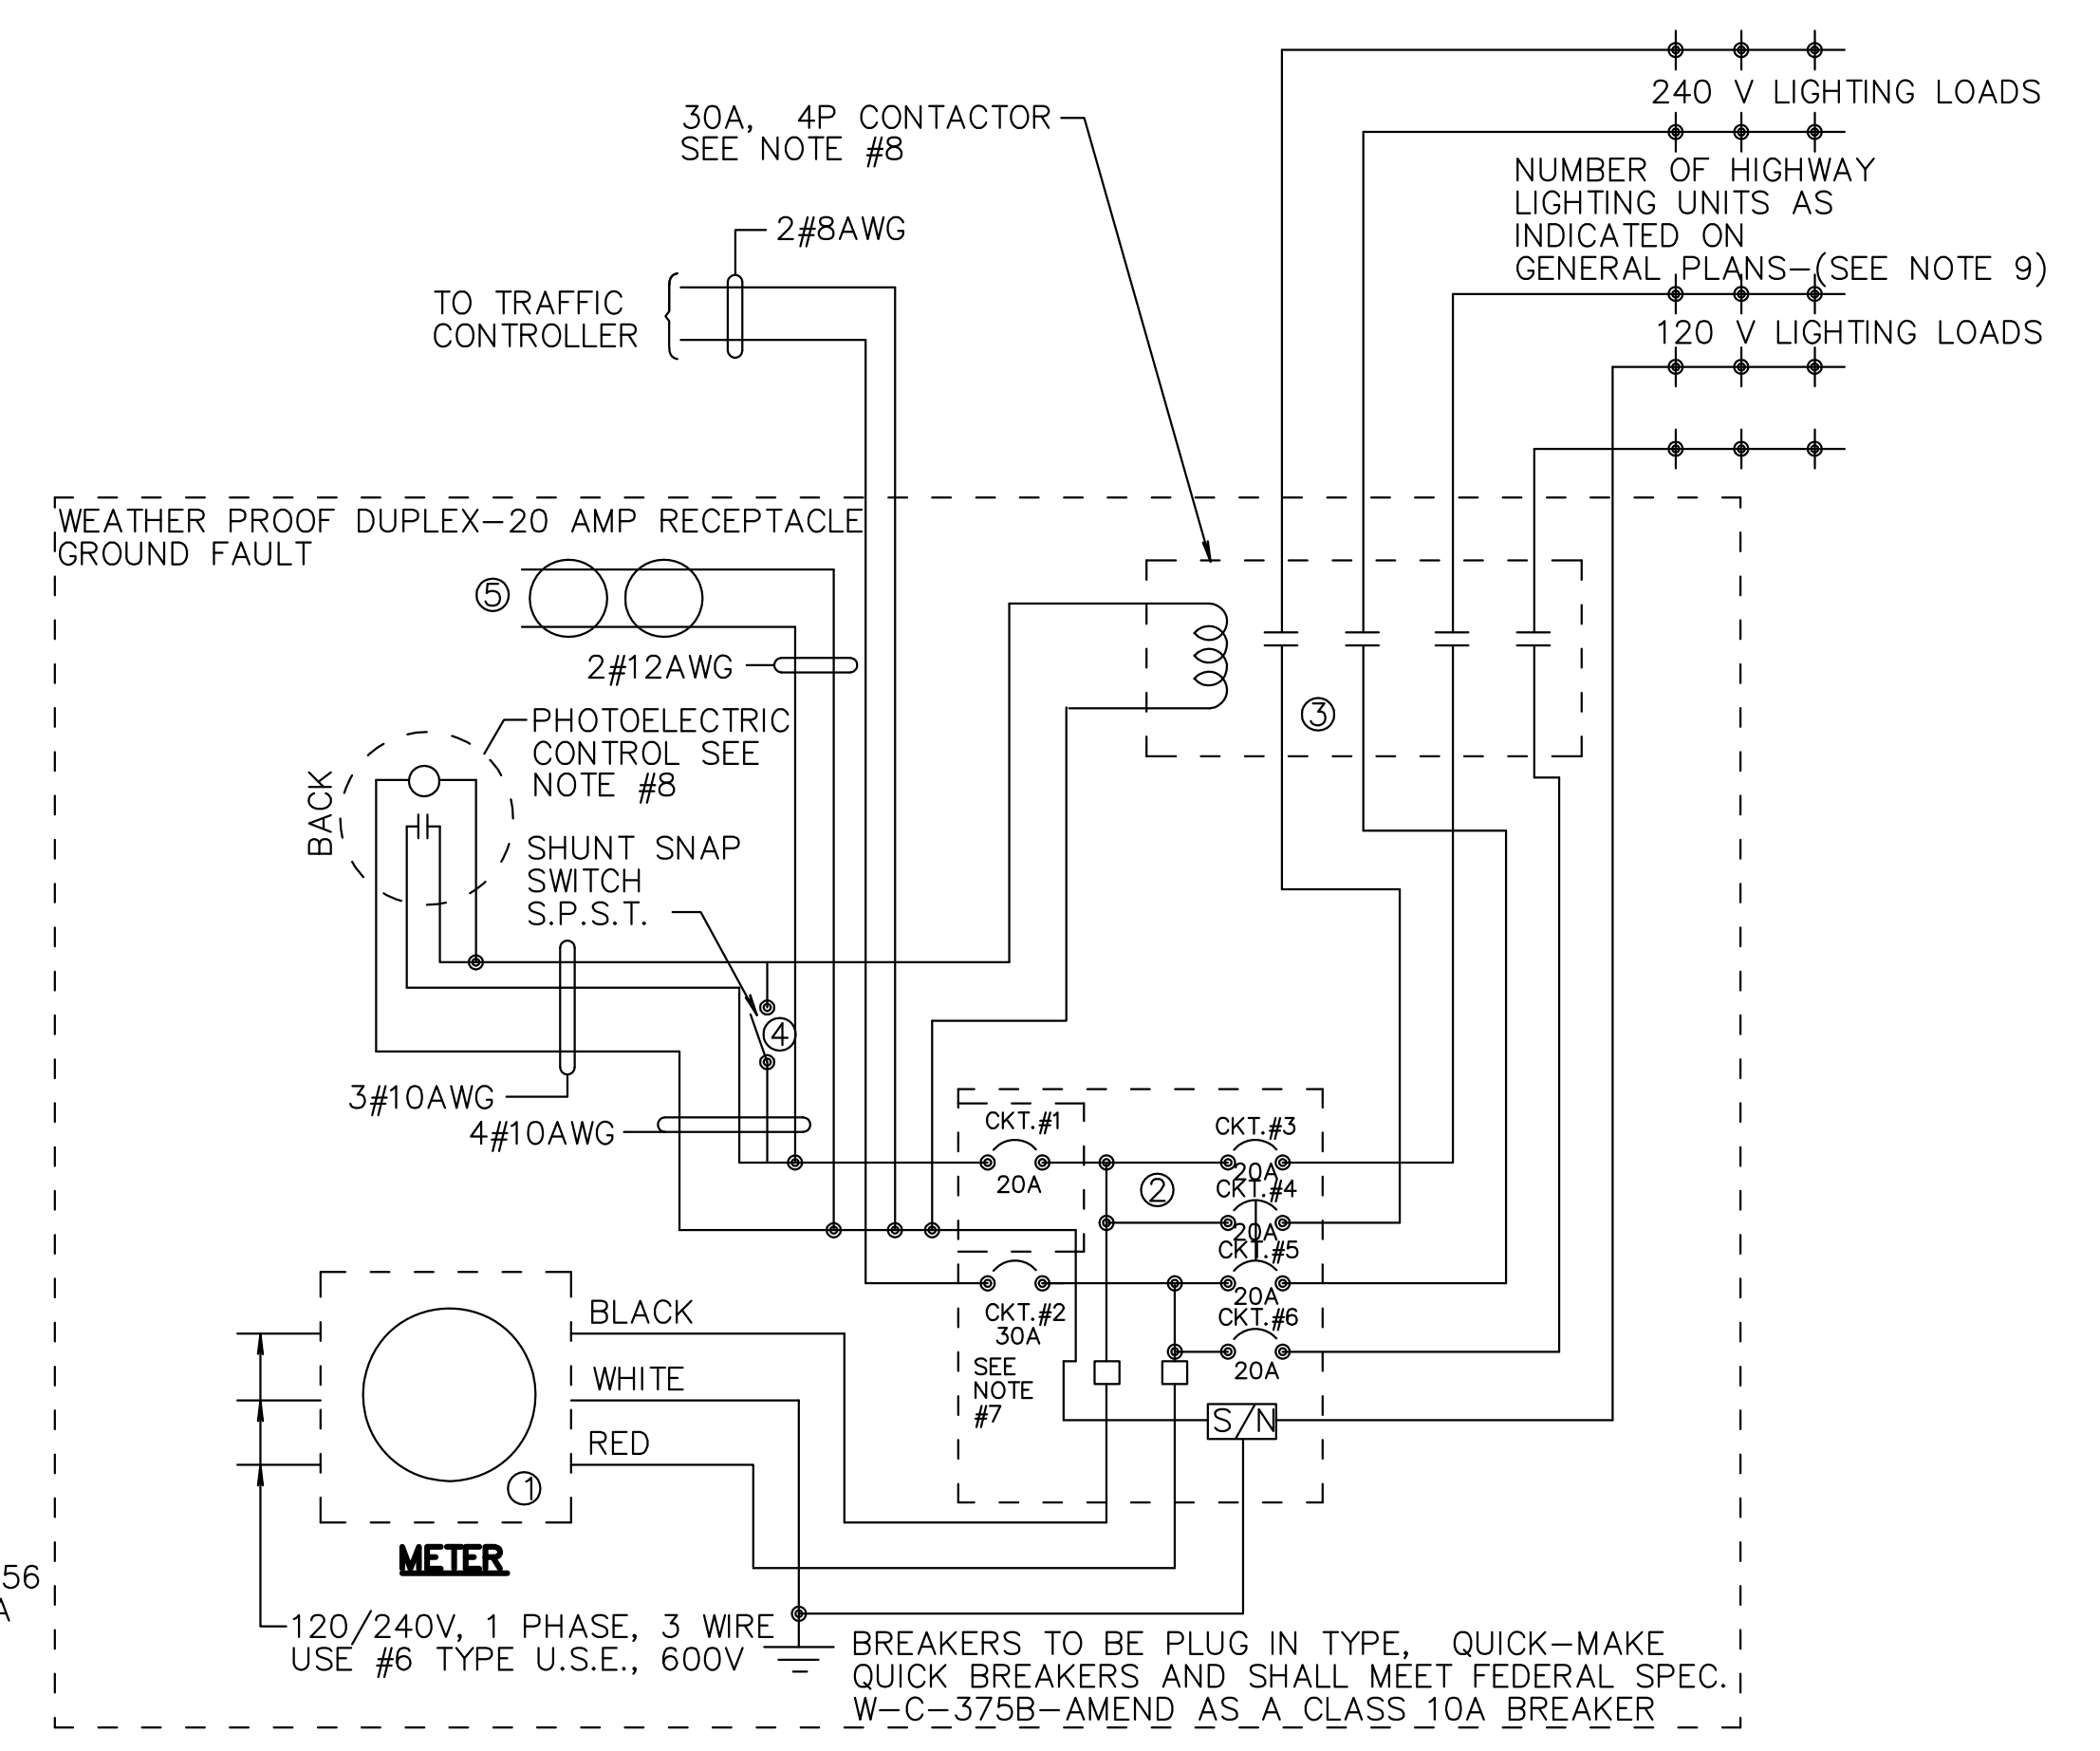 240 V LIGHTING LOADS
30A, 4P CONTACTOR
SEE NOTE #8
NUMBER OF HIGHWAY
LIGHTING UNITS AS
INDICATED ON
GENERAL PLANS-(SEE NOTE 9)
2#8AWG
TO TRAFFIC
CONTROLLER
120 V LIGHTING LOADS
WEATHER PROOF DUPLEX-20 AMP RECEPTACLE
GROUND FAULT
5
2#12AWG
3
PHOTOELECTRIC
CONTROL SEE
NOTE #8
BACK
SHUNT SNAP
SWITCH
S.P.S.T.
4
3#10AWG
4#10AWG
CKT.#1
20A
CKT.#3
20A
2
CKT.#4
20A
CKT.#5
20A
CKT.#2
30A
CKT.#6
20A
SEE
NOTE
#7
S/N
BLACK
WHITE
RED
1
METER
56
A
120/240V, 1 PHASE, 3 WIRE
USE #6 TYPE U.S.E., 600V
BREAKERS TO BE PLUG IN TYPE, QUICK-MAKE
QUICK BREAKERS AND SHALL MEET FEDERAL SPEC.
W-C-375B-AMEND AS A CLASS 10A BREAKER